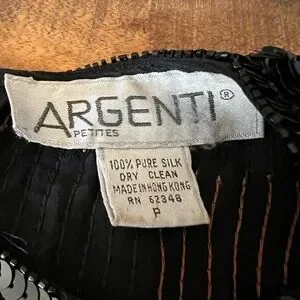 ARGENTI®
PETITES
100% PURE SILK
DRY CLEAN
MADE IN HONG KONG
RN 62348
P